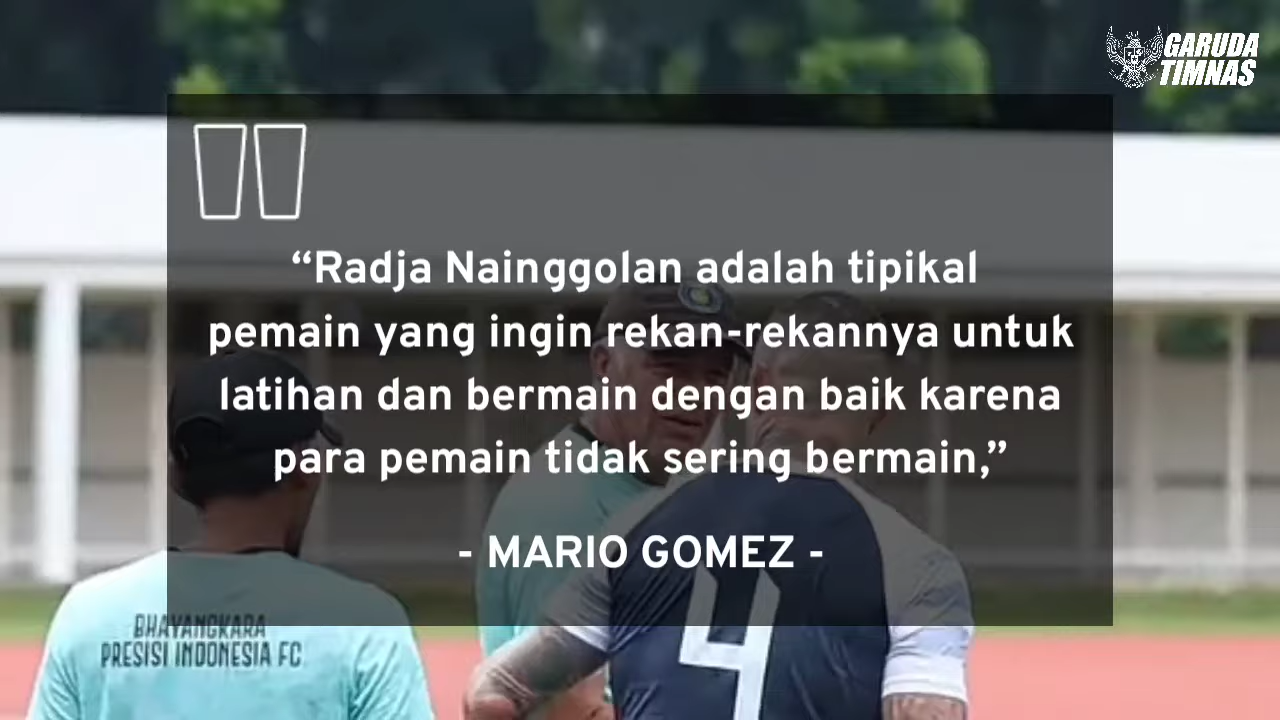 GARUDA
TIMNAS
“Radja Nainggolan adalah tipikal
pemain yang ingin rekan-rekannya untuk
latihan dan bermain dengan baik karena
para pemain tidak sering bermain,”
- MARIO GOMEZ -
BHAYANGKARA
PRESISI INDONESIA FC
4